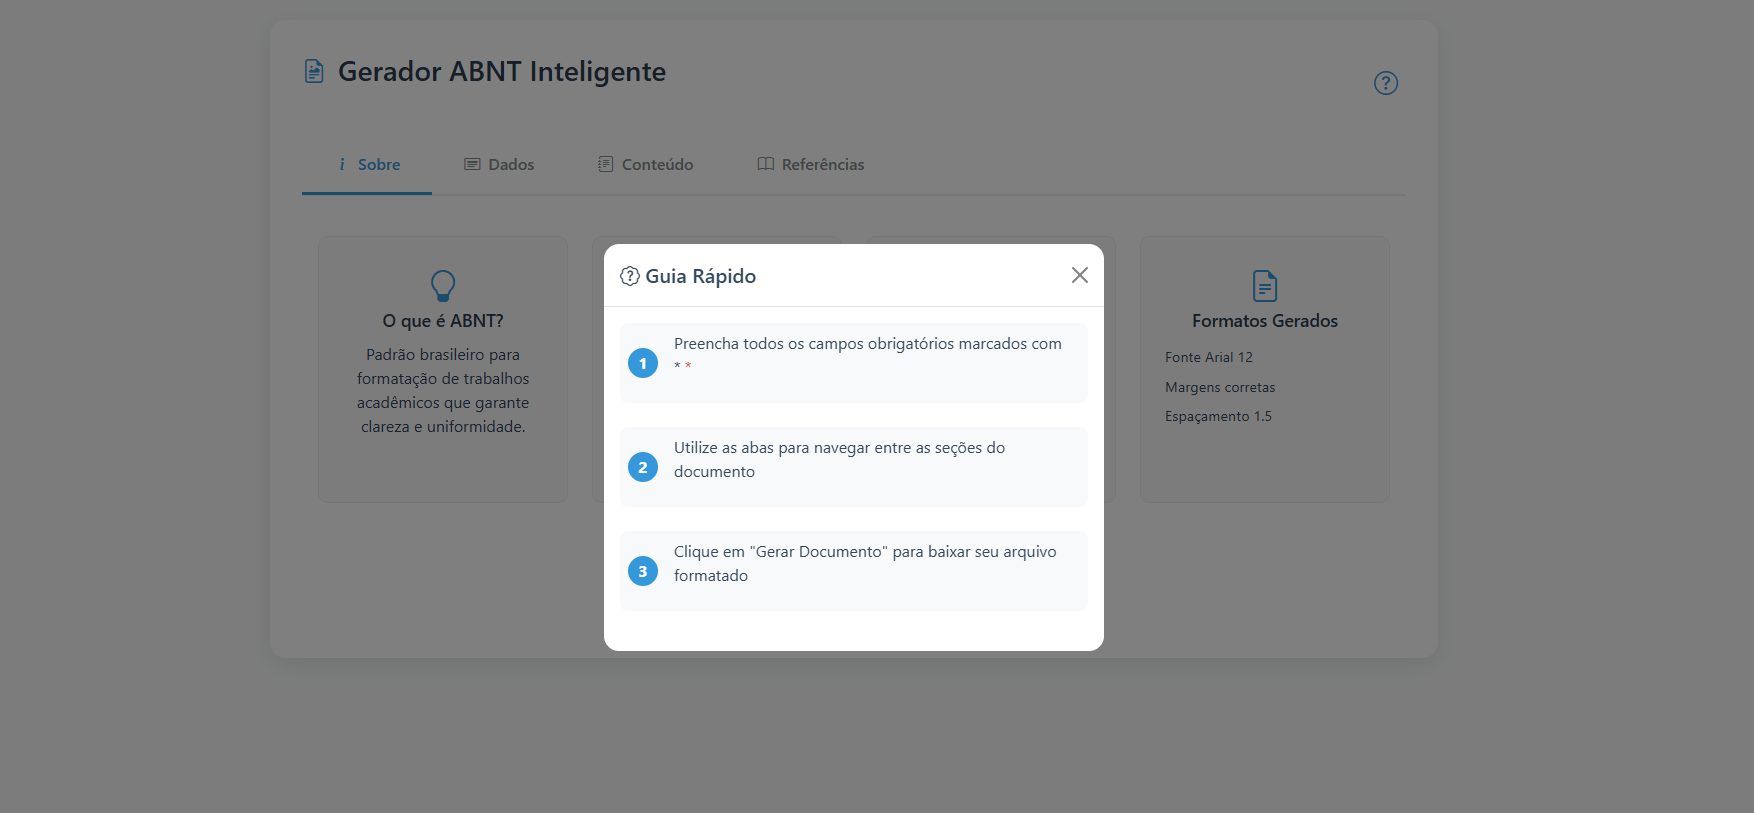 Gerador ABNT Inteligente
?
i Sobre
Dados
Conteúdo
Referências
O que é ABNT?
Padrão brasileiro para
formatação de trabalhos
acadêmicos que garante
clareza e uniformidade.
? Guia Rápido
1
Preencha todos os campos obrigatórios marcados com
* *
2
Utilize as abas para navegar entre as seções do
documento
3
Clique em "Gerar Documento" para baixar seu arquivo
formatado
Formatos Gerados
Fonte Arial 12
Margens corretas
Espaçamento 1.5